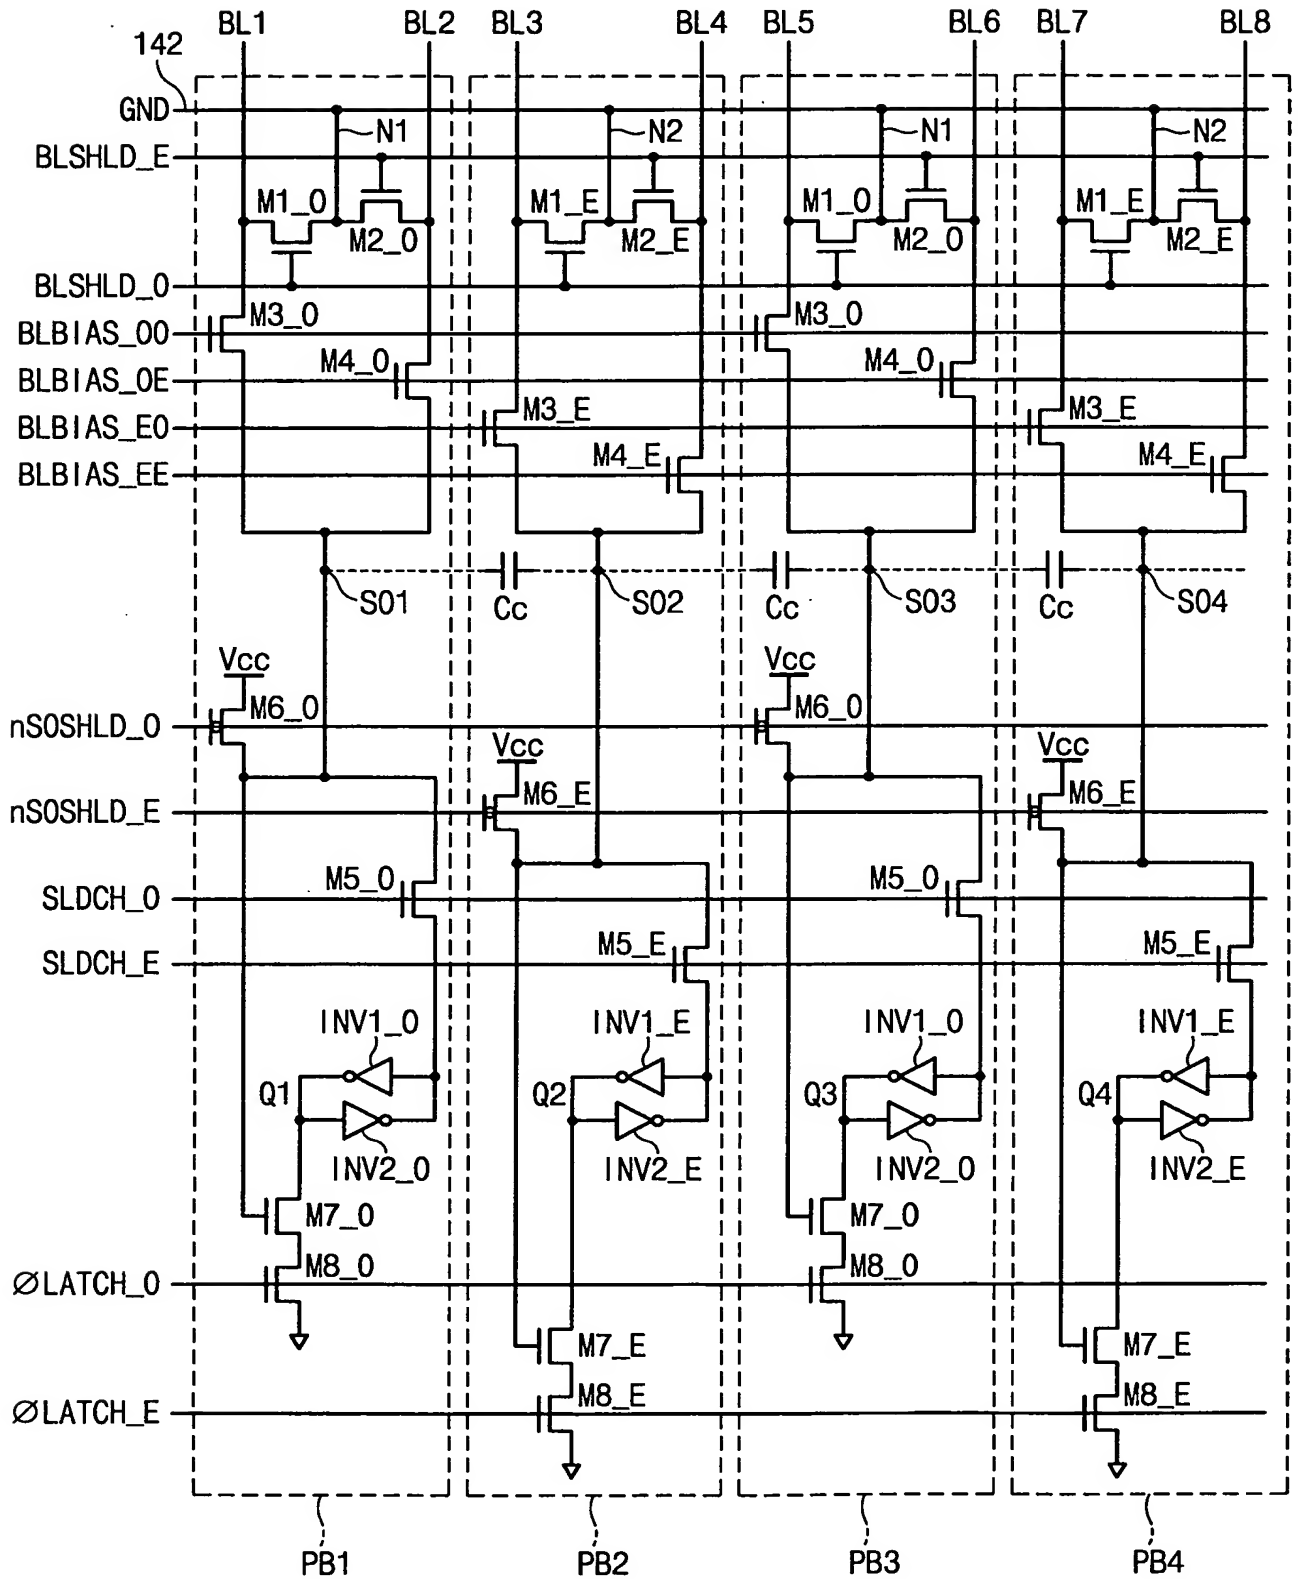 BL1 BL2 BL3 BL4 BL5 BL6 BL7 BL8
142
GND
N1 N2 N1 N2
BLSHLD_E
M1_O M1_E M1_O M1_E
M2_O M2_E M2_O M2_E
BLSHLD_O
M3_O M3_O
BLBIAS_OO
M4_O M4_O
BLBIAS_OE
M3_E M3_E
BLBIAS_EO
M4_E M4_E
BLBIAS_EE
SO1 Cc SO2 Cc SO3 Cc SO4
Vcc Vcc
M6_O M6_O
nSOSHLD_O
Vcc Vcc
M6_E M6_E
nSOSHLD_E
M5_O M5_O
SLDCH_O
M5_E M5_E
SLDCH_E
INV1_O INV1_E INV1_O INV1_E
Q1 Q2 Q3 Q4
INV2_O INV2_E INV2_O INV2_E
M7_O M7_O
M8_O M8_O
∅LATCH_O
M7_E M7_E
M8_E M8_E
∅LATCH_E
PB1 PB2 PB3 PB4